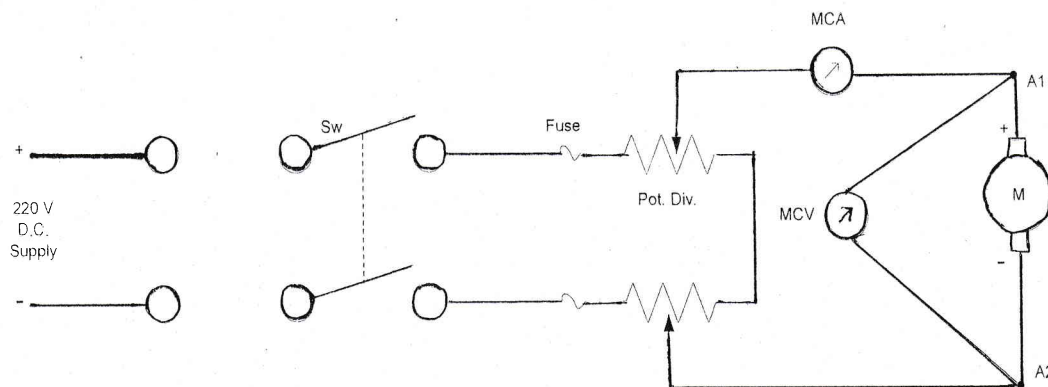 MCA
A1
Sw
Fuse
+
+
220 V
D.C.
Supply
Pot. Div.
MCV
M
-
-
A2